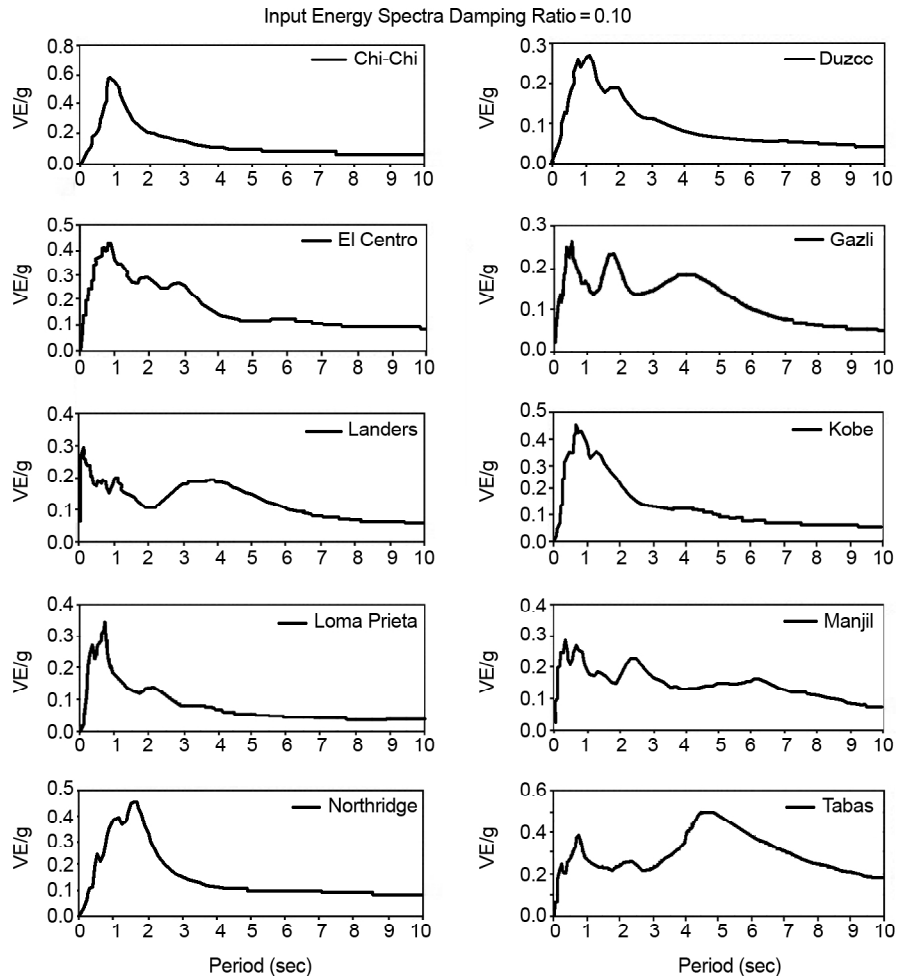 Input Energy Spectra Damping Ratio = 0.10
VE/g
0.8
0.6
0.4
0.2
0.0
Chi-Chi
0 1 2 3 4 5 6 7 8 9 10
VE/g
0.3
0.2
0.1
0.0
Duzcc
0 1 2 3 4 5 6 7 8 9 10
VE/g
0.5
0.4
0.3
0.2
0.1
0.0
El Centro
0 1 2 3 4 5 6 7 8 9 10
VE/g
0.3
0.2
0.1
0.0
Gazli
0 1 2 3 4 5 6 7 8 9 10
VE/g
0.4
0.3
0.2
0.1
0.0
Landers
0 1 2 3 4 5 6 7 8 9 10
VE/g
0.5
0.4
0.3
0.2
0.1
0.0
Kobe
0 1 2 3 4 5 6 7 8 9 10
VE/g
0.4
0.3
0.2
0.1
0.0
Loma Prieta
0 1 2 3 4 5 6 7 8 9 10
VE/g
0.4
0.3
0.2
0.1
0.0
Manjil
0 1 2 3 4 5 6 7 8 9 10
VE/g
0.5
0.4
0.3
0.2
0.1
0.0
Northridge
0 1 2 3 4 5 6 7 8 9 10
Period (sec)
VE/g
0.6
0.4
0.2
0.0
Tabas
0 1 2 3 4 5 6 7 8 9 10
Period (sec)